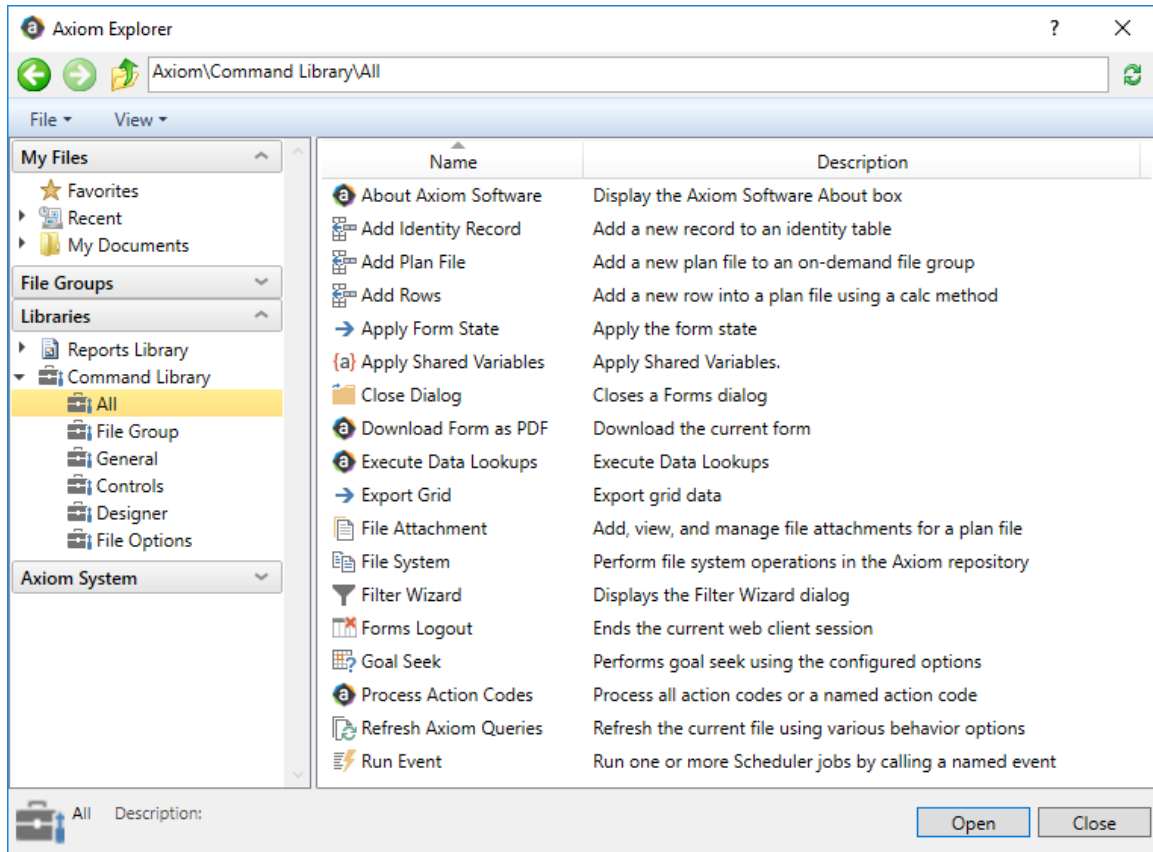 Axiom Explorer
?
Axiom\Command Library\All
File View
My Files
Favorites
Recent
My Documents
File Groups
Libraries
Reports Library
Command Library
All
File Group
General
Controls
Designer
File Options
Axiom System
Name Description
About Axiom Software Display the Axiom Software About box
Add Identity Record Add a new record to an identity table
Add Plan File Add a new plan file to an on-demand file group
Add Rows Add a new row into a plan file using a calc method
Apply Form State Apply the form state
{a} Apply Shared Variables Apply Shared Variables.
Close Dialog Closes a Forms dialog
Download Form as PDF Download the current form
Execute Data Lookups Execute Data Lookups
Export Grid Export grid data
File Attachment Add, view, and manage file attachments for a plan file
File System Perform file system operations in the Axiom repository
Filter Wizard Displays the Filter Wizard dialog
Forms Logout Ends the current web client session
Goal Seek Performs goal seek using the configured options
Process Action Codes Process all action codes or a named action code
Refresh Axiom Queries Refresh the current file using various behavior options
Run Event Run one or more Scheduler jobs by calling a named event
All Description:
Open Close